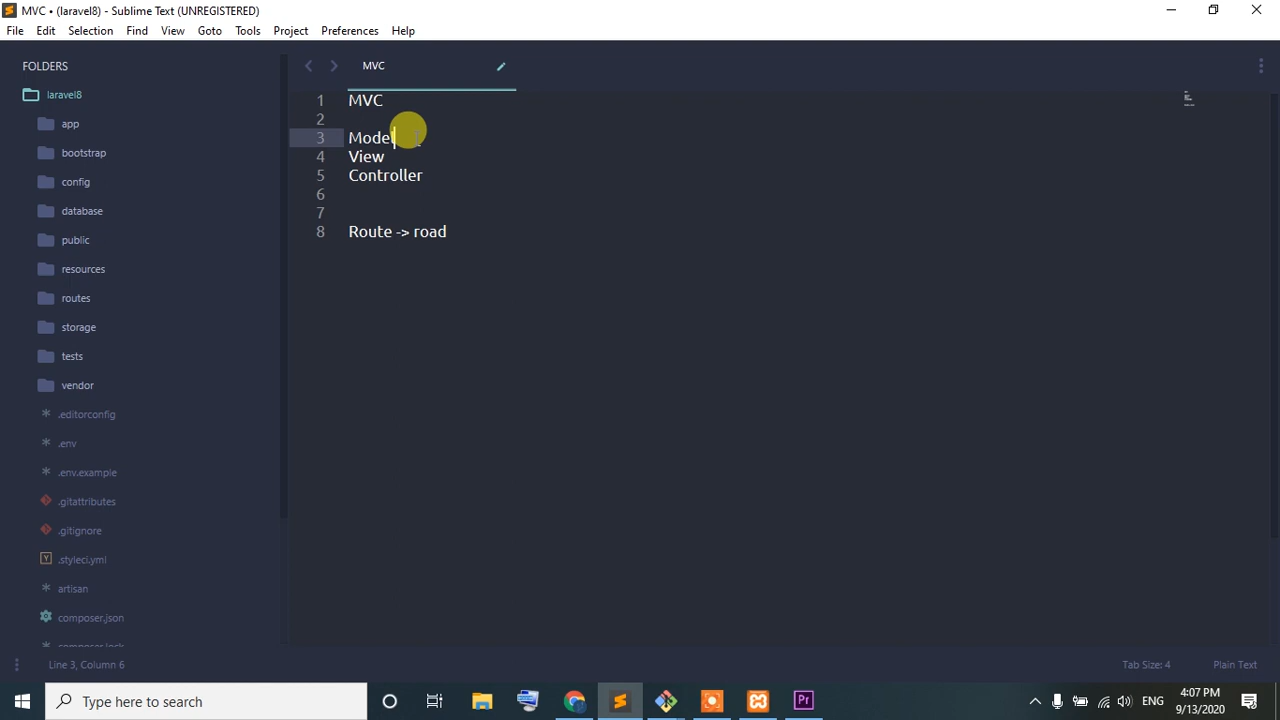 MVC • (laravel8) - Sublime Text (UNREGISTERED)
File Edit Selection Find View Goto Tools Project Preferences Help
FOLDERS
laravel8
app
bootstrap
config
database
public
resources
routes
storage
tests
vendor
.editorconfig
.env
.env.example
.gitattributes
.gitignore
.styleci.yml
artisan
composer.json
composer.lock
MVC
1 MVC
2
3 Model
4 View
5 Controller
6
7
8 Route -> road
Line 3, Column 6
Tab Size: 4
Plain Text
Type here to search
ENG
4:07 PM
9/13/2020